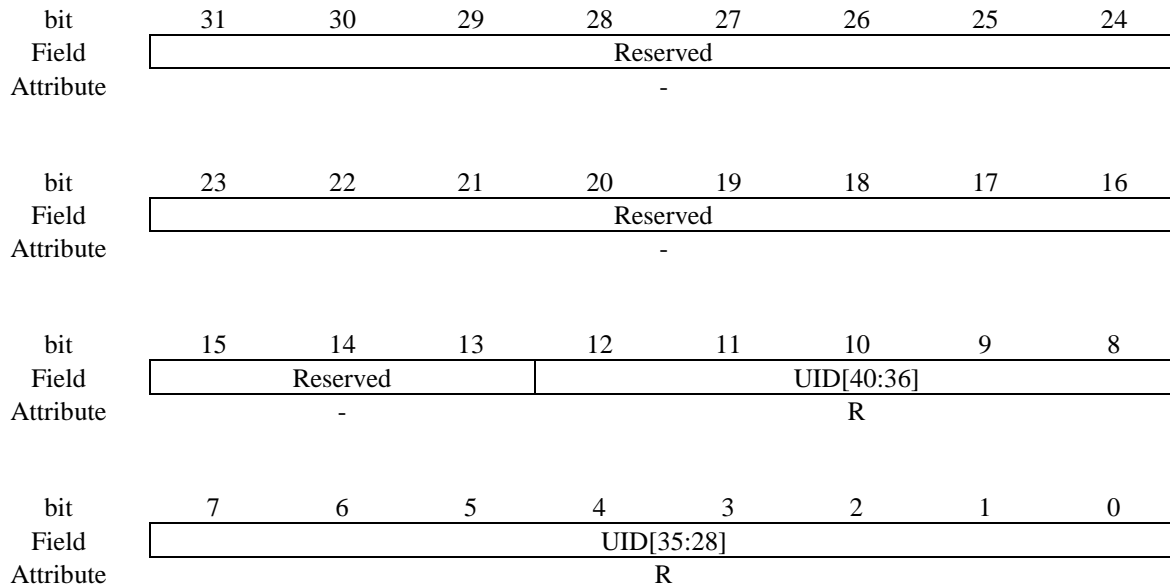 bit 31 30 29 28 27 26 25 24
Field Reserved
Attribute -
bit 23 22 21 20 19 18 17 16
Field Reserved
Attribute -
bit 15 14 13 12 11 10 9 8
Field Reserved UID[40:36]
Attribute - R
bit 7 6 5 4 3 2 1 0
Field UID[35:28]
Attribute R